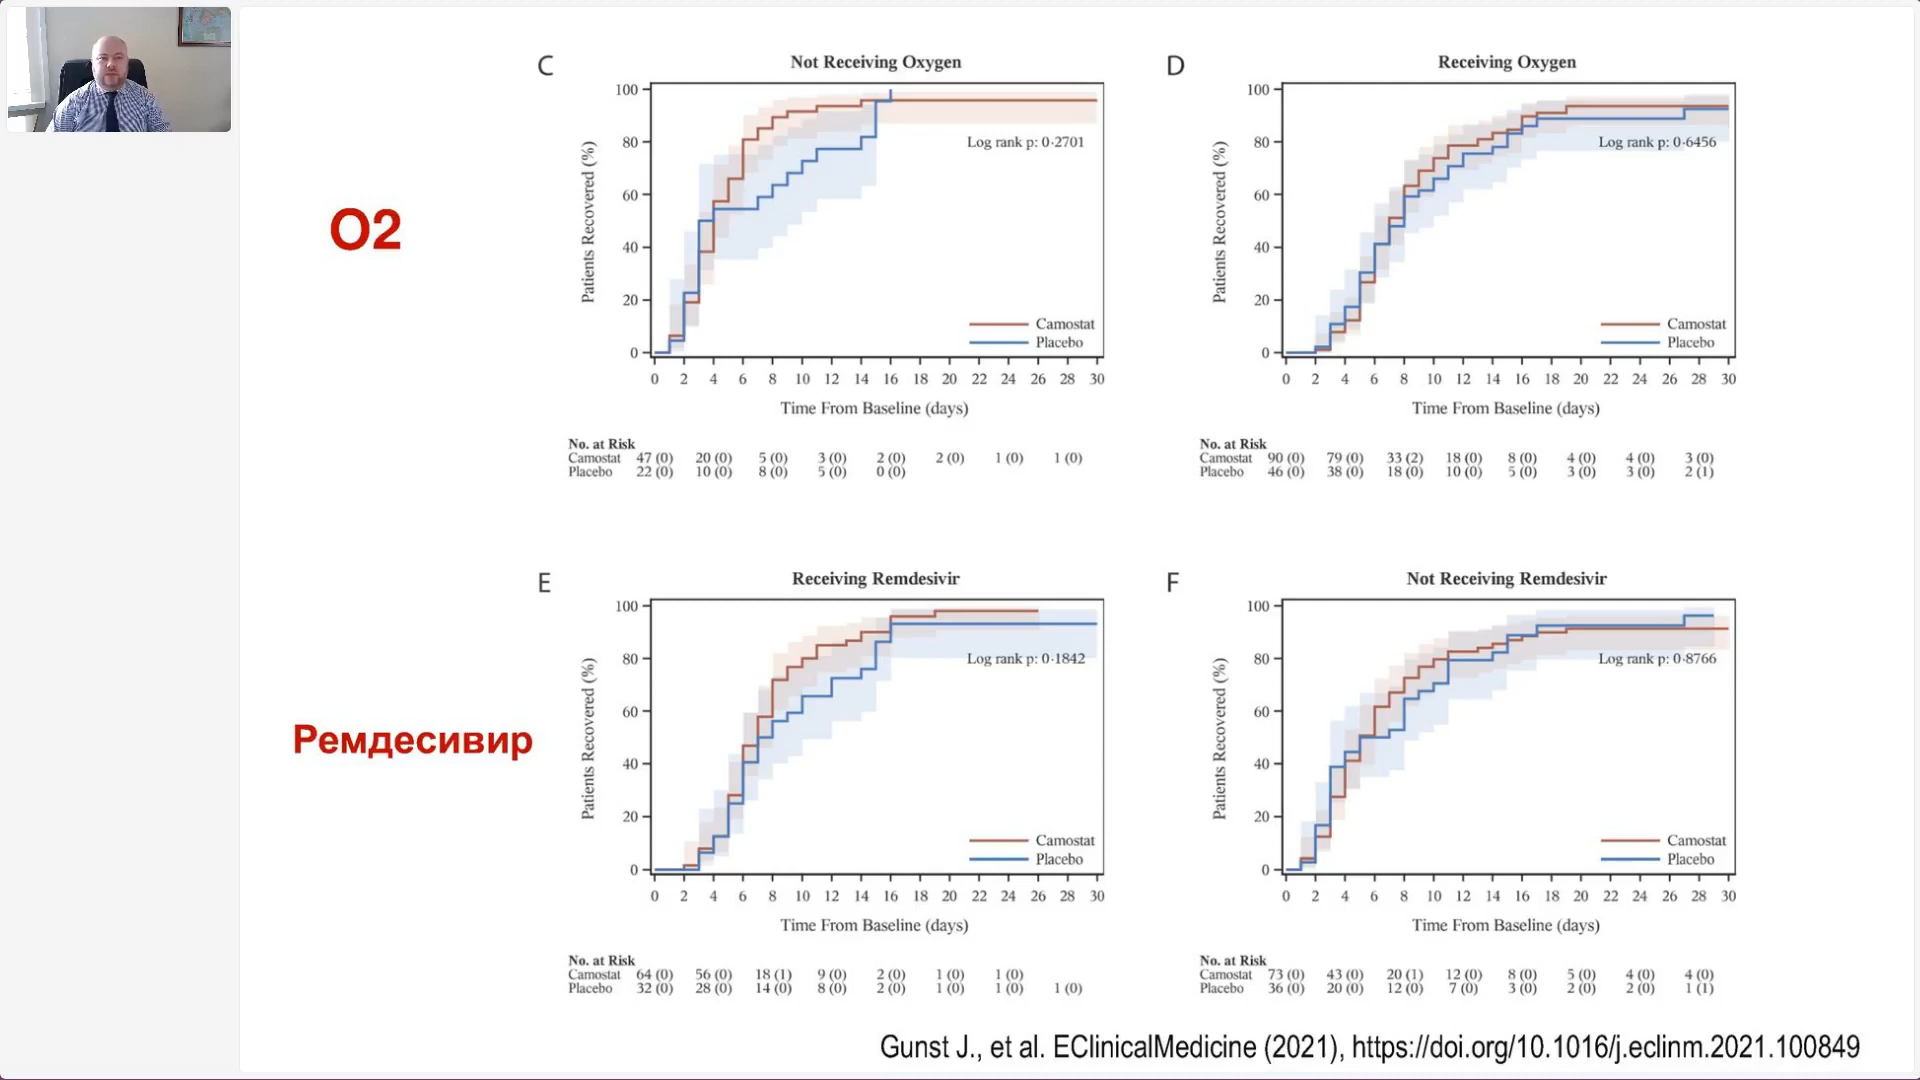 C
Not Receiving Oxygen
100
80
60
40
20
0
Patients Recovered (%)
Log rank p: 0·2701
Camostat
Placebo
0 2 4 6 8 10 12 14 16 18 20 22 24 26 28 30
Time From Baseline (days)
No. at Risk
Camostat 47 (0) 20 (0) 5 (0) 3 (0) 2 (0) 2 (0) 1 (0) 1 (0)
Placebo 22 (0) 10 (0) 8 (0) 5 (0) 0 (0)
D
Receiving Oxygen
100
80
60
40
20
0
Patients Recovered (%)
Log rank p: 0·6456
Camostat
Placebo
0 2 4 6 8 10 12 14 16 18 20 22 24 26 28 30
Time From Baseline (days)
No. at Risk
Camostat 90 (0) 79 (0) 33 (2) 18 (0) 8 (0) 4 (0) 4 (0) 3 (0)
Placebo 46 (0) 38 (0) 18 (0) 10 (0) 5 (0) 3 (0) 3 (0) 2 (1)
O2
E
Receiving Remdesivir
100
80
60
40
20
0
Patients Recovered (%)
Log rank p: 0·1842
Camostat
Placebo
0 2 4 6 8 10 12 14 16 18 20 22 24 26 28 30
Time From Baseline (days)
No. at Risk
Camostat 64 (0) 56 (0) 18 (1) 9 (0) 2 (0) 1 (0) 1 (0)
Placebo 32 (0) 28 (0) 14 (0) 8 (0) 2 (0) 1 (0) 1 (0) 1 (0)
F
Not Receiving Remdesivir
100
80
60
40
20
0
Patients Recovered (%)
Log rank p: 0·8766
Camostat
Placebo
0 2 4 6 8 10 12 14 16 18 20 22 24 26 28 30
Time From Baseline (days)
No. at Risk
Camostat 73 (0) 43 (0) 20 (1) 12 (0) 8 (0) 5 (0) 4 (0) 4 (0)
Placebo 36 (0) 20 (0) 12 (0) 7 (0) 3 (0) 2 (0) 2 (0) 1 (1)
Ремдесивир
Gunst J., et al. EClinicalMedicine (2021), https://doi.org/10.1016/j.eclinm.2021.100849